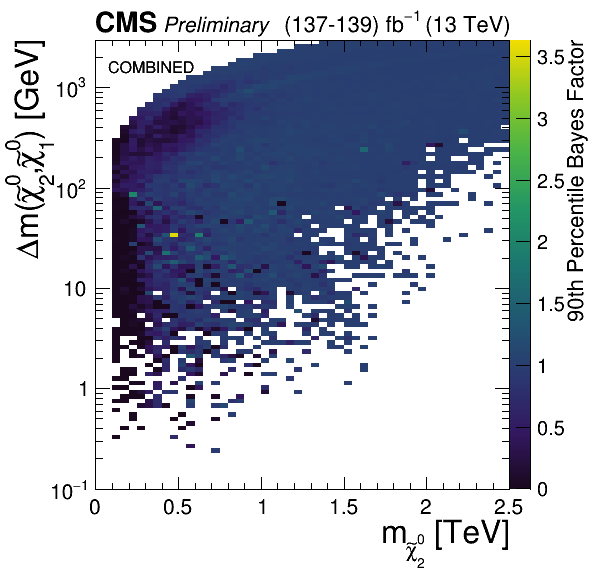 CMS Preliminary (137-139) fb⁻¹ (13 TeV)
COMBINED
Δm(χ̃⁰₂,χ̃⁰₁) [GeV]
10³
10²
10
1
10⁻¹
0 0.5 1 1.5 2 2.5
m_χ̃⁰₂ [TeV]
3.5
3
2.5
2
1.5
1
0.5
0
90th Percentile Bayes Factor